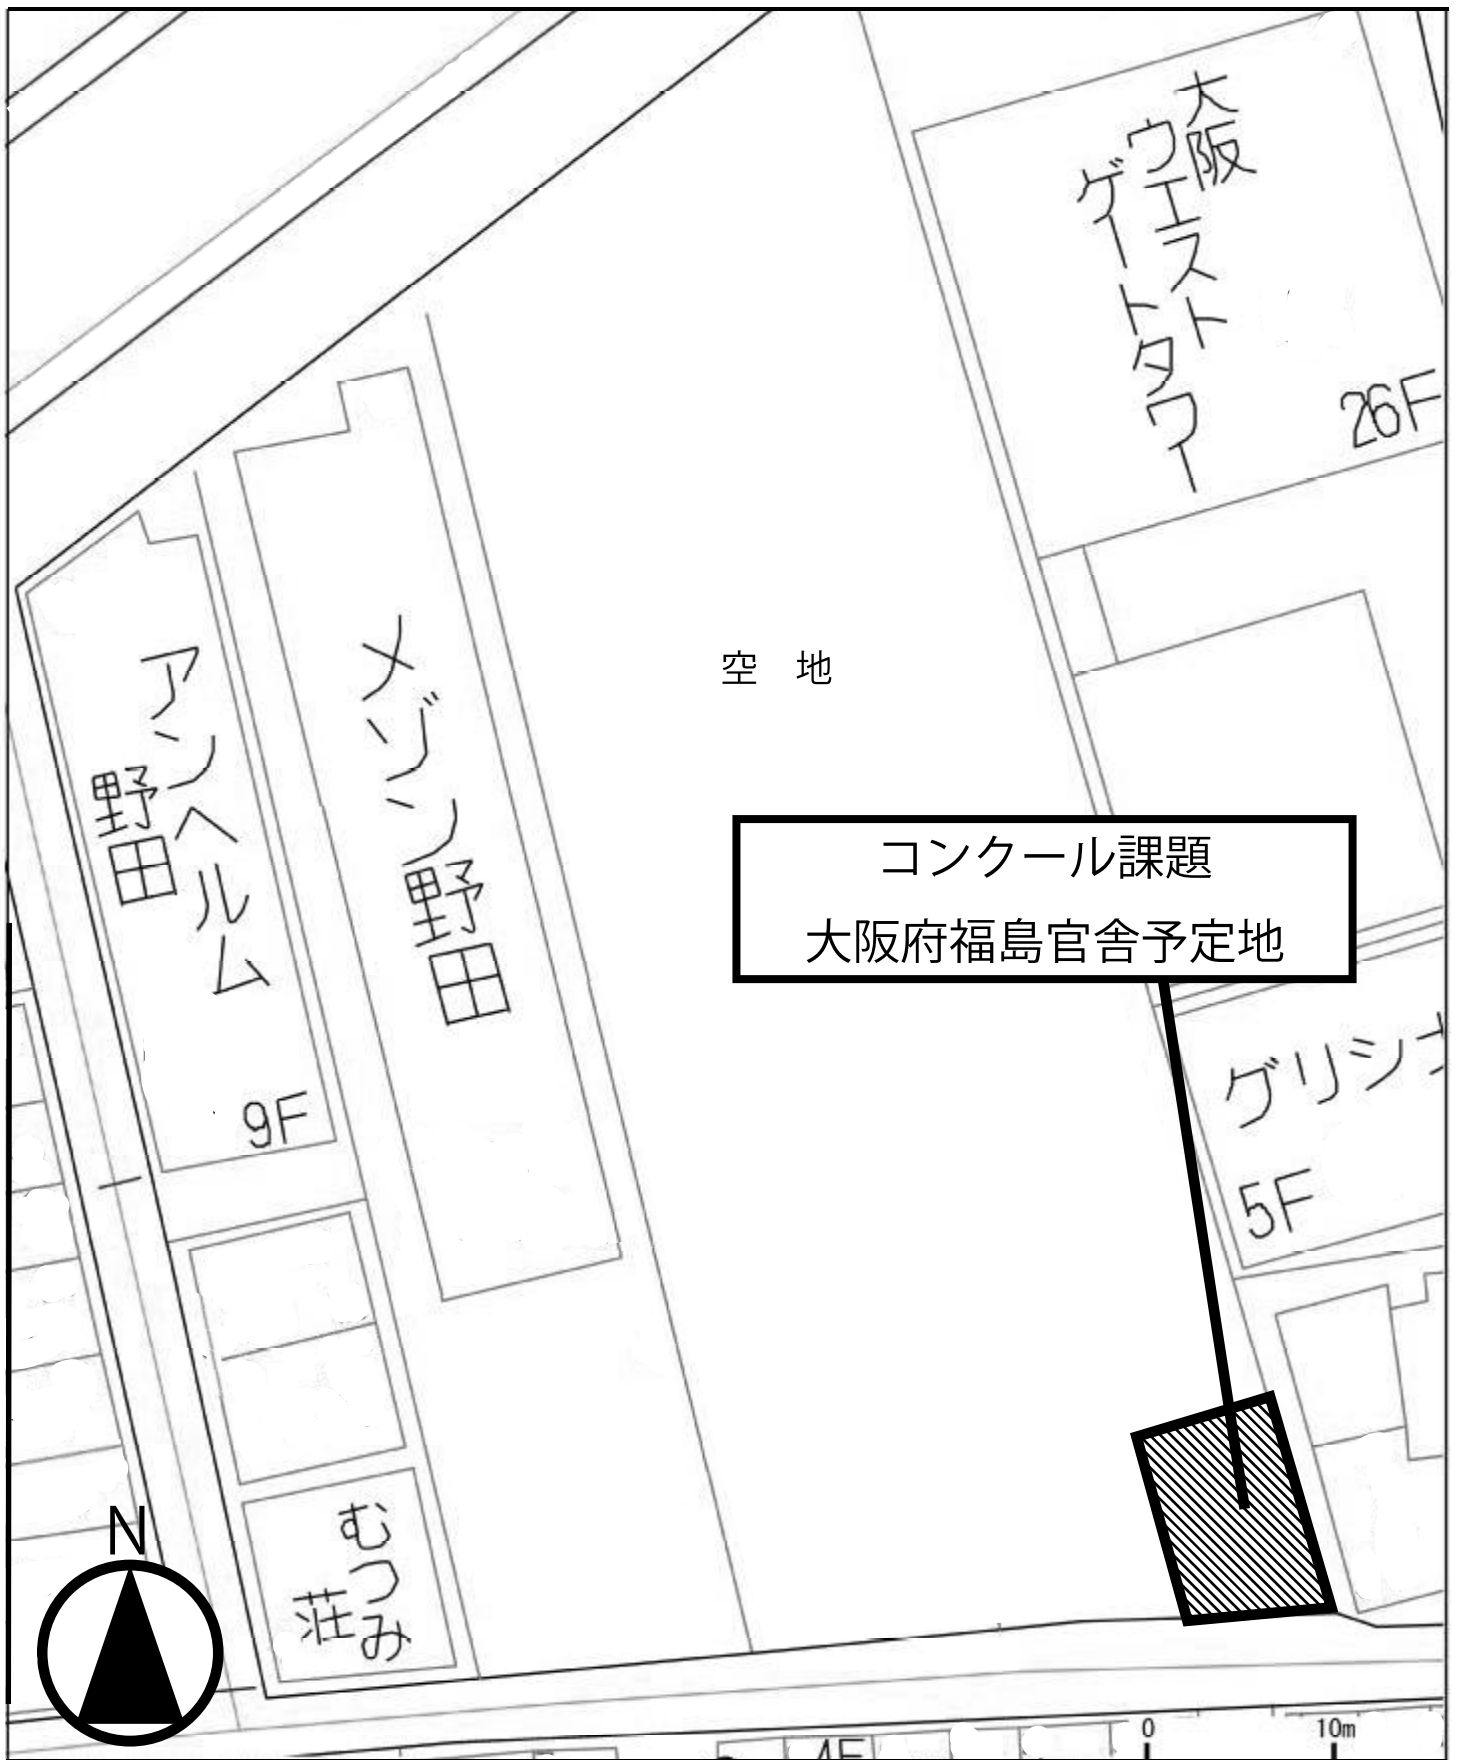 大阪
ウエスト
ゲートタワー
26F
空 地
アンヘルム
野田
9F
メゾン野田
コンクール課題
大阪府福島官舎予定地
グリシ
5F
むつみ
荘
N
0
10m
4F